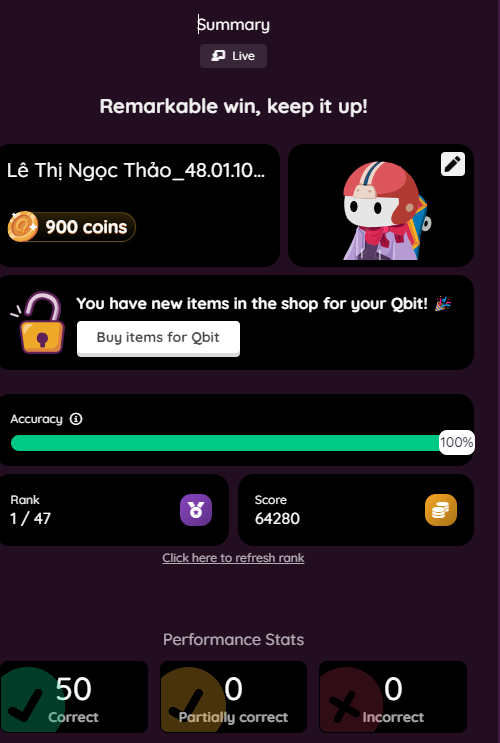 Summary
Live
Remarkable win, keep it up!
Lê Thị Ngọc Thảo_48.01.10...
900 coins
You have new items in the shop for your Qbit! 🎉
Buy items for Qbit
Accuracy
100%
Rank
1 / 47
Score
64280
Click here to refresh rank
Performance Stats
50
Correct
0
Partially correct
0
Incorrect